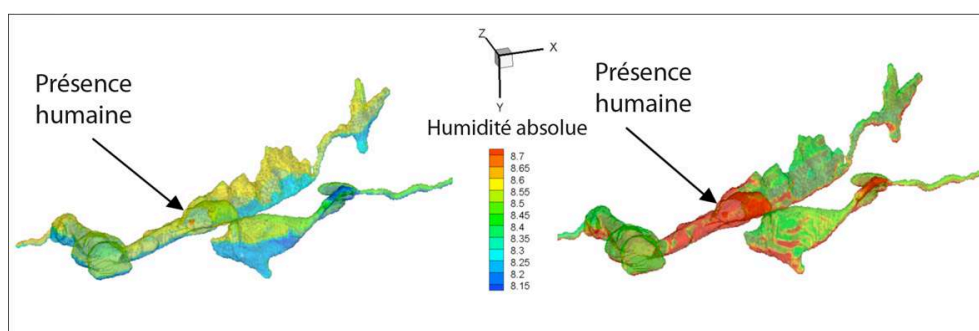 Présence
humaine
Z
X
Y
Humidité absolue
8.7
8.65
8.6
8.55
8.5
8.45
8.4
8.35
8.3
8.25
8.2
8.15
Présence
humaine